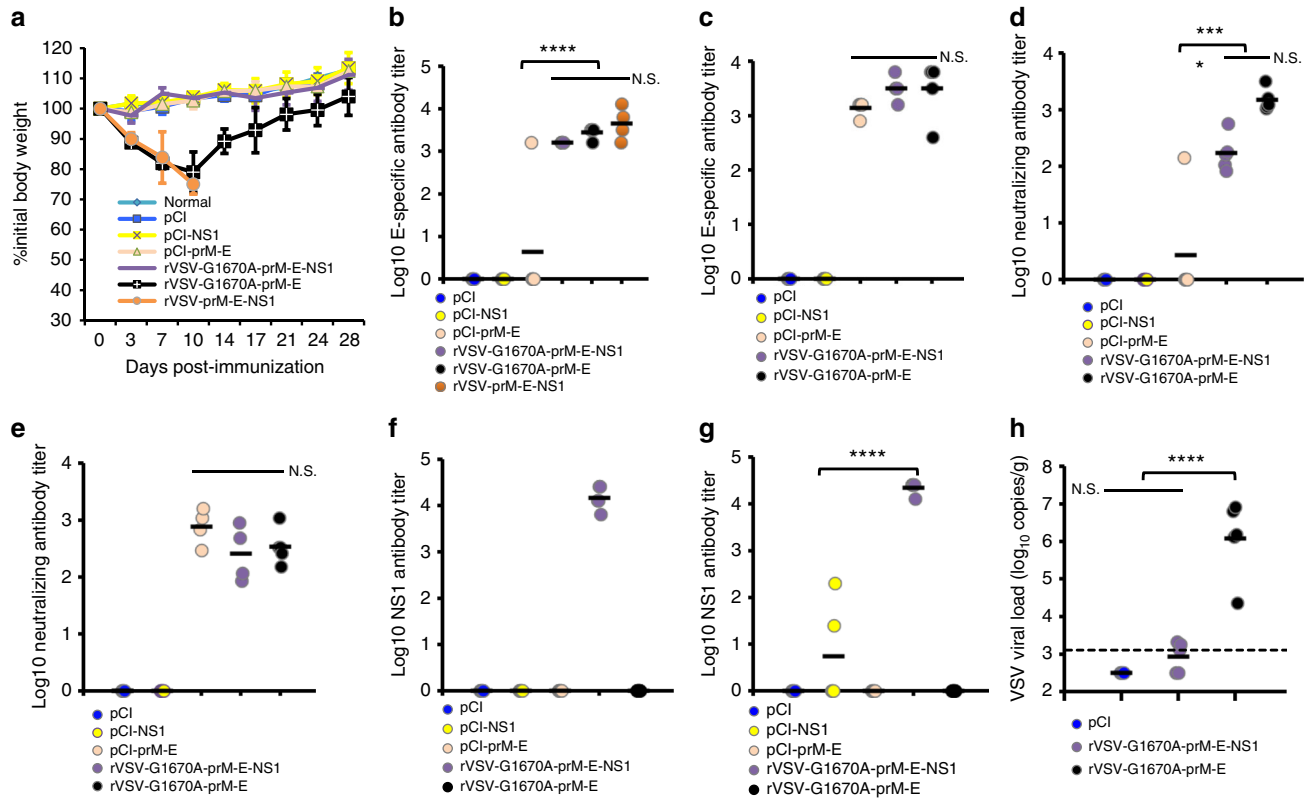 a
120
110
100
90
80
70
60
50
40
30
%initial body weight
0 3 7 10 14 17 21 24 28
Days post-immunization
Normal
pCI
pCI-NS1
pCI-prM-E
rVSV-G1670A-prM-E-NS1
rVSV-G1670A-prM-E
rVSV-prM-E-NS1
b
****
N.S.
5
4
3
2
1
0
Log10 E-specific antibody titer
pCI
pCI-NS1
pCI-prM-E
rVSV-G1670A-prM-E-NS1
rVSV-G1670A-prM-E
rVSV-prM-E-NS1
c
N.S.
4
3
2
1
0
Log10 E-specific antibody titer
pCI
pCI-NS1
pCI-prM-E
rVSV-G1670A-prM-E-NS1
rVSV-G1670A-prM-E
d
***
*
N.S.
4
3
2
1
0
Log10 neutralizing antibody titer
pCI
pCI-NS1
pCI-prM-E
rVSV-G1670A-prM-E-NS1
rVSV-G1670A-prM-E
e
N.S.
4
3
2
1
0
Log10 neutralizing antibody titer
pCI
pCI-NS1
pCI-prM-E
rVSV-G1670A-prM-E-NS1
rVSV-G1670A-prM-E
f
5
4
3
2
1
0
Log10 NS1 antibody titer
pCI
pCI-NS1
pCI-prM-E
rVSV-G1670A-prM-E-NS1
rVSV-G1670A-prM-E
g
****
5
4
3
2
1
0
Log10 NS1 antibody titer
pCI
pCI-NS1
pCI-prM-E
rVSV-G1670A-prM-E-NS1
rVSV-G1670A-prM-E
h
****
N.S.
8
7
6
5
4
3
2
VSV viral load (log10 copies/g)
pCI
rVSV-G1670A-prM-E-NS1
rVSV-G1670A-prM-E